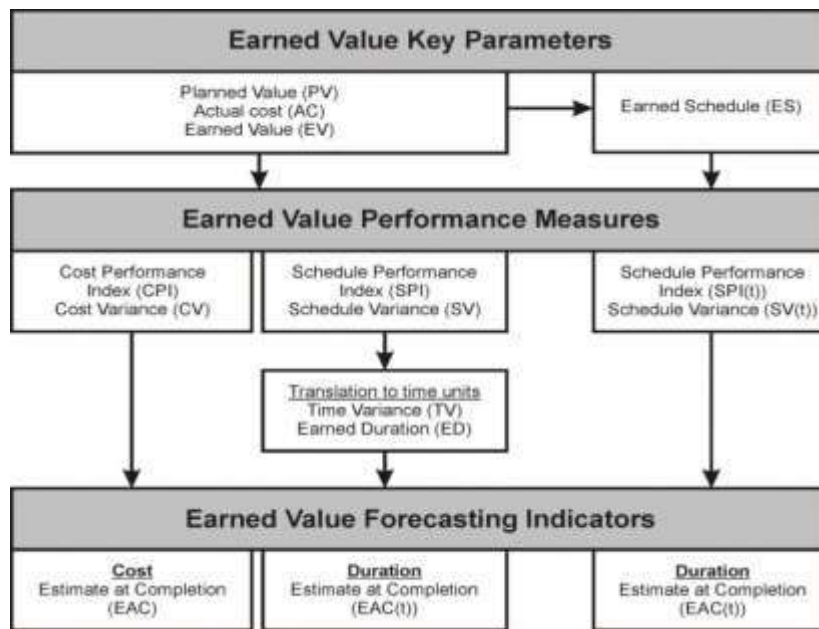 Earned Value Key Parameters
Planned Value (PV)
Actual cost (AC)
Earned Value (EV)
Earned Schedule (ES)
Earned Value Performance Measures
Cost Performance
Index (CPI)
Cost Variance (CV)
Schedule Performance
Index (SPI)
Schedule Variance (SV)
Schedule Performance
Index (SPI(t))
Schedule Variance (SV(t))
Translation to time units
Time Variance (TV)
Earned Duration (ED)
Earned Value Forecasting Indicators
Cost
Estimate at Completion
(EAC)
Duration
Estimate at Completion
(EAC(t))
Duration
Estimate at Completion
(EAC(t))